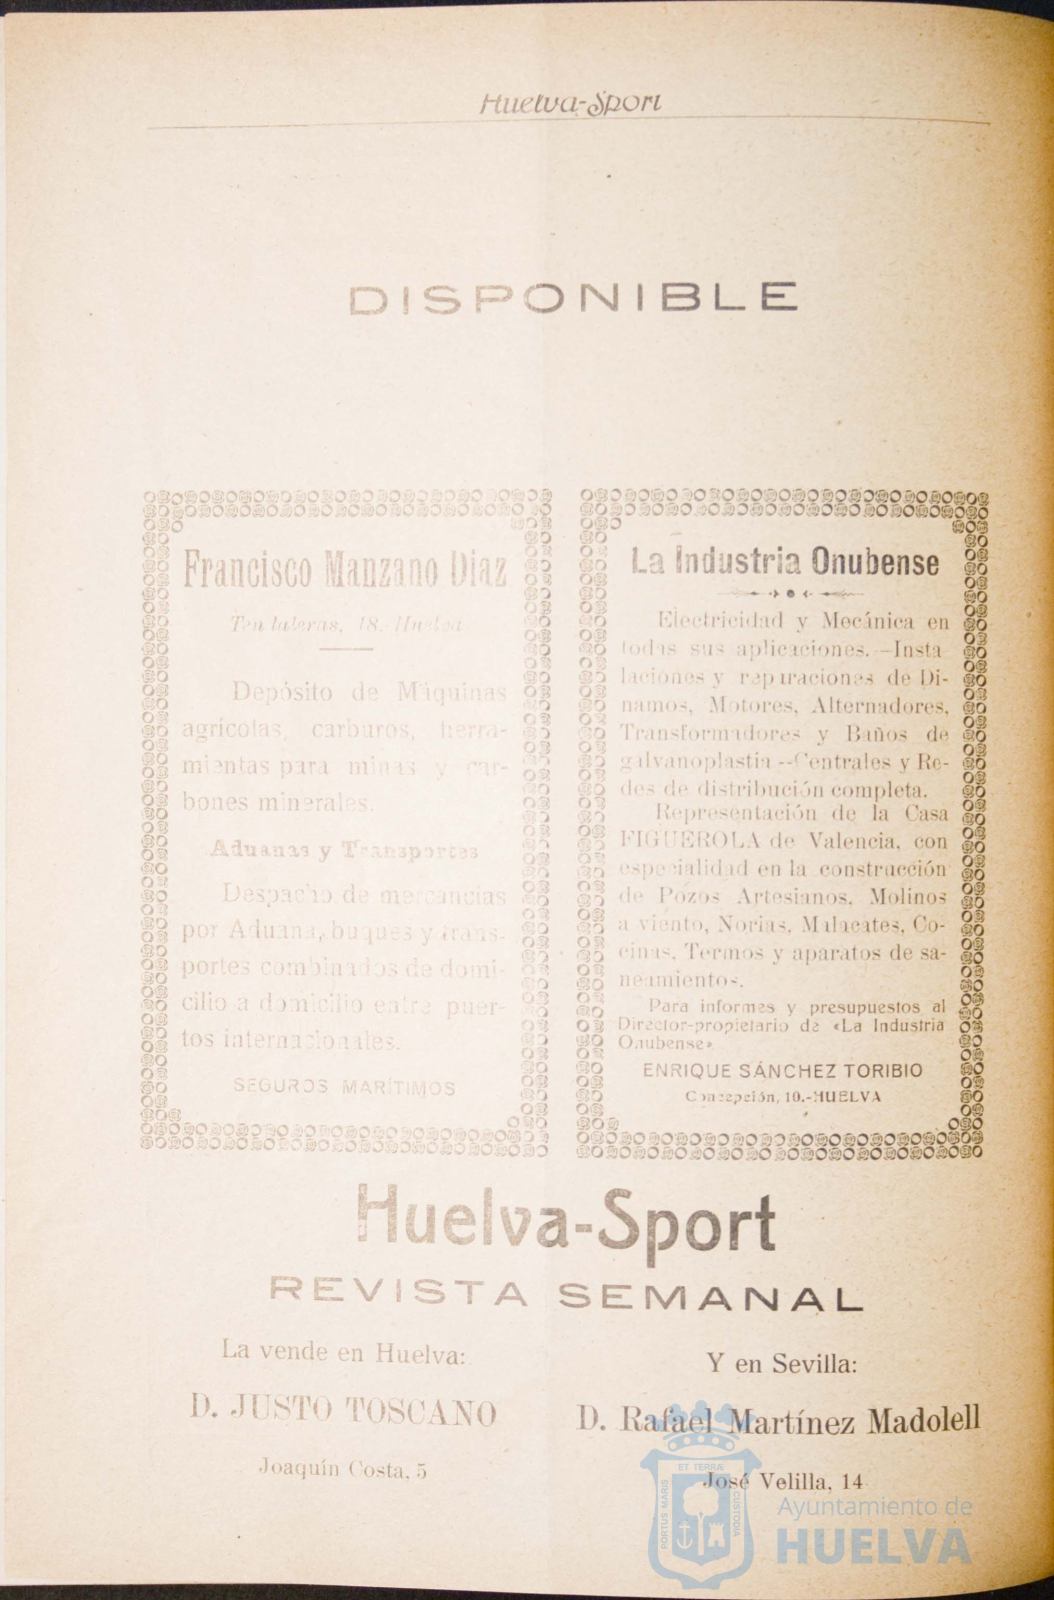 Huelva-Sport
DISPONIBLE
Francisco Manzano Diaz
18.-Huelva
Depósito de Máquinas
agrícolas, carburos, herra-
mientas para minas y car-
bones minerales.
Aduanas y Transportes
Despacho de mercancías
por Aduana, buques y trans-
portes combinados de domi-
cilio a domicilio entre puer-
tos internacionales.
SEGUROS MARÍTIMOS
La Industria Onubense
Electricidad y Mecánica en
todas sus aplicaciones.—Insta
laciones y reparaciones de Di-
namos, Motores, Alternadores,
Transformadores y Baños de
galvanoplastia--Centrales y Re-
des de distribución completa.
Representación de la Casa
FIGUEROLA de Valencia, con
especialidad en la construcción
de Pozos Artesianos, Molinos
a viento, Norias, Malacates, Co-
cinas, Termos y aparatos de sa-
neamientos.
Para informes y presupuestos al
Director-propietario de «La Industria
Onubense»
ENRIQUE SÁNCHEZ TORIBIO
Concepción, 10.-HUELVA
Huelva-Sport
REVISTA SEMANAL
La vende en Huelva:
D. JUSTO TOSCANO
Joaquín Costa, 5
Y en Sevilla:
D. Rafael Martínez Madolell
José Velilla, 14
PORTUS MARIS
ET TERRÆ
CUSTODIA
Ayuntamiento de
HUELVA